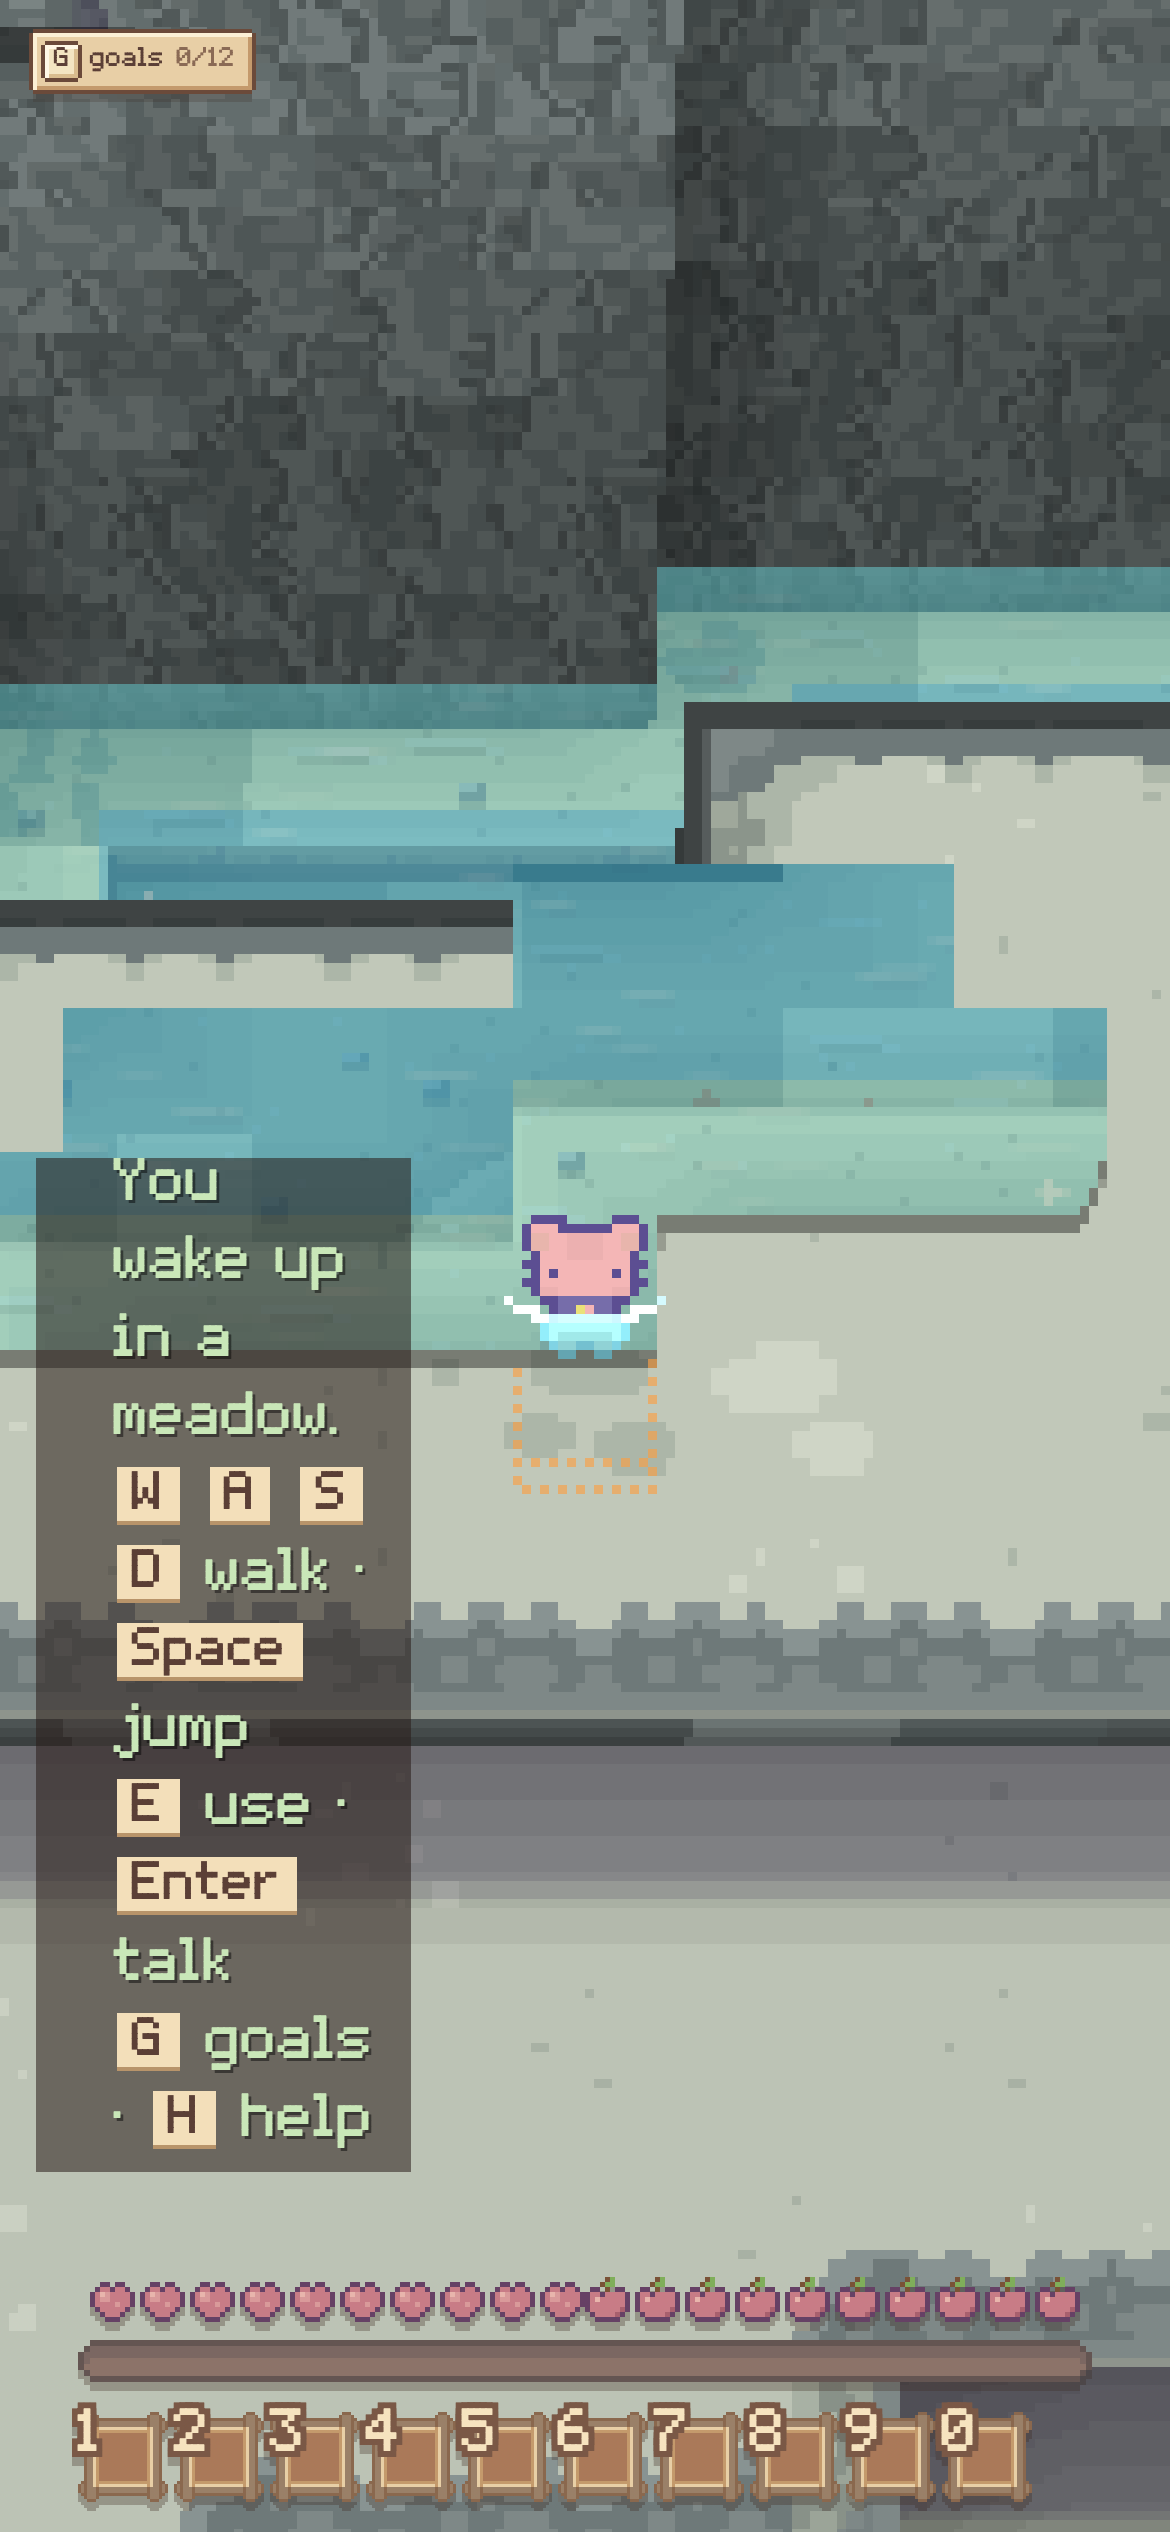 G goals 0/12
You
wake up
in a
meadow.
W A S
D walk ·
Space
jump
E use ·
Enter
talk
G goals
· H help
1 2 3 4 5 6 7 8 9 0